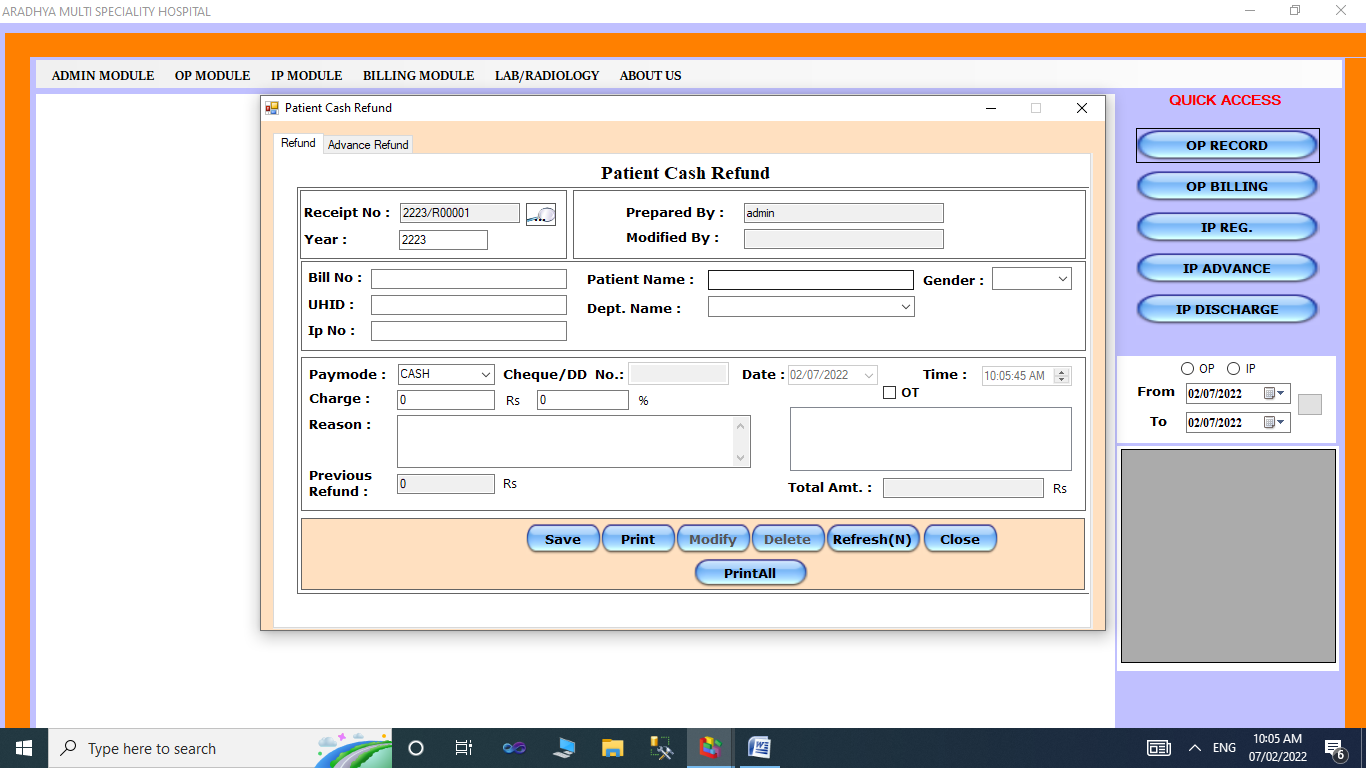 ARADHYA MULTI SPECIALITY HOSPITAL
ADMIN MODULE OP MODULE IP MODULE BILLING MODULE LAB/RADIOLOGY ABOUT US
Patient Cash Refund
Refund Advance Refund
Patient Cash Refund
Receipt No : 2223/R00001
Year : 2223
Prepared By : admin
Modified By :
Bill No :
UHID :
Ip No :
Patient Name : Gender :
Dept. Name :
Paymode : CASH Cheque/DD No.: Date : 02/07/2022 Time : 10:05:45 AM
OT
Charge : 0 Rs 0 %
Reason :
Previous
Refund : 0 Rs
Total Amt. : Rs
Save Print Modify Delete Refresh(N) Close
PrintAll
QUICK ACCESS
OP RECORD
OP BILLING
IP REG.
IP ADVANCE
IP DISCHARGE
OP IP
From 02/07/2022
To 02/07/2022
Type here to search
ENG
10:05 AM
07/02/2022
6